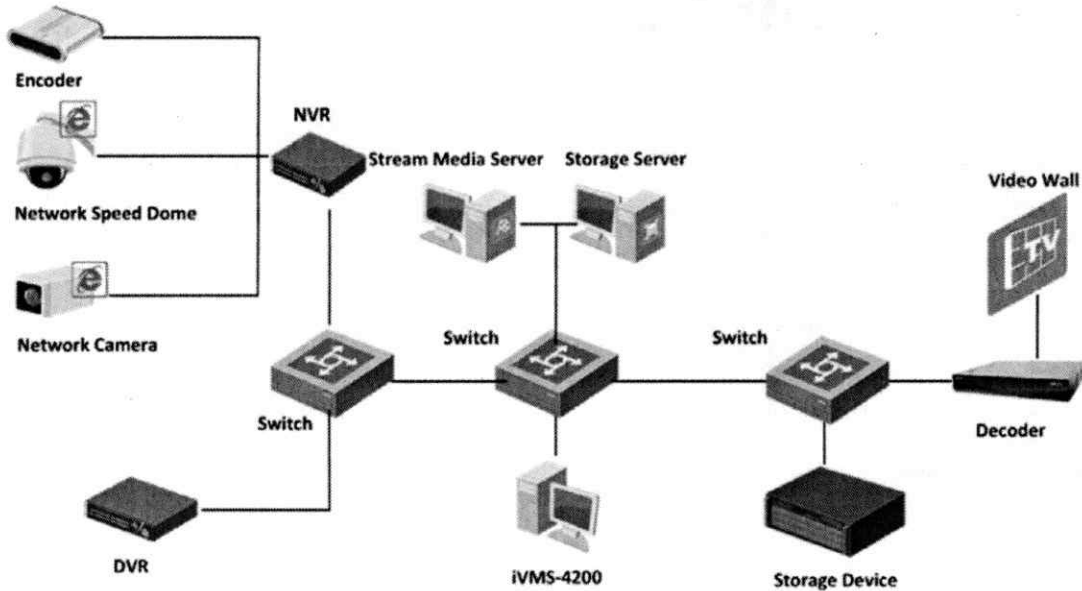 Encoder
NVR
Stream Media Server
Storage Server
Video Wall
TV
Network Speed Dome
Network Camera
Switch
Switch
Switch
Decoder
DVR
iVMS-4200
Storage Device